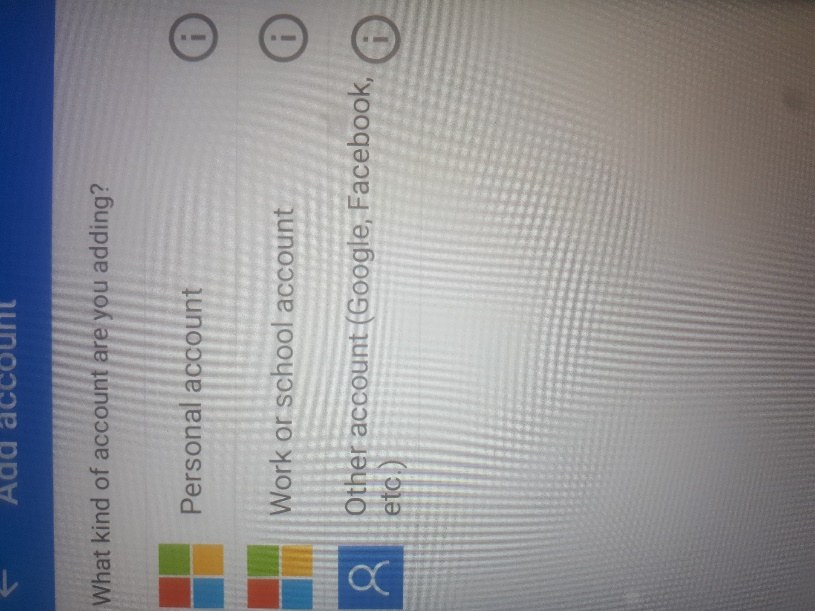 Add account
What kind of account are you adding?
Personal account
Work or school account
Other account (Google, Facebook,
etc.)